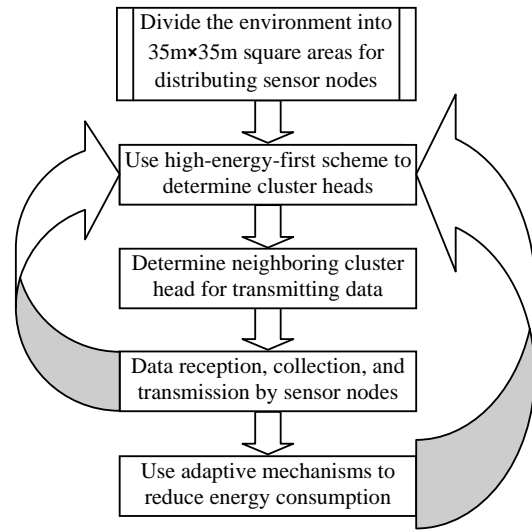 Divide the environment into
35m×35m square areas for
distributing sensor nodes
Use high-energy-first scheme to
determine cluster heads
Determine neighboring cluster
head for transmitting data
Data reception, collection, and
transmission by sensor nodes
Use adaptive mechanisms to
reduce energy consumption